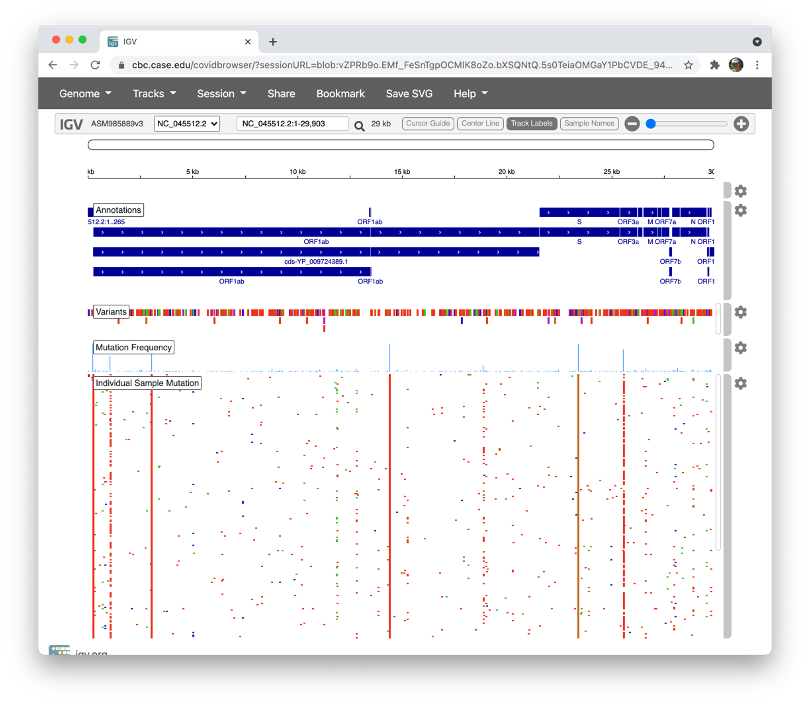 IGV
cbc.case.edu/covidbrowser/?sessionURL=blob:vZPRb9o.EMf_FeSnTgpOCMlK8oZo.bXSQNtQ.5s0TeiaOMGaY1PbCVDE_94...
Genome Tracks Session Share Bookmark Save SVG Help
IGV ASM985889v3 NC_045512.2 NC_045512.2:1-29,903 29 kb Cursor Guide Center Line Track Labels Sample Names
kb 5 kb 10 kb 15 kb 20 kb 25 kb 30
Annotations
512.2:1..265 ORF1ab S ORF3a M ORF7a N ORF1
ORF1ab S ORF3a M ORF7a N ORF1
cds-YP_009724389.1 ORF7b ORF1
ORF1ab ORF1ab ORF7b ORF1
Variants
Mutation Frequency
Individual Sample Mutation
igv.org